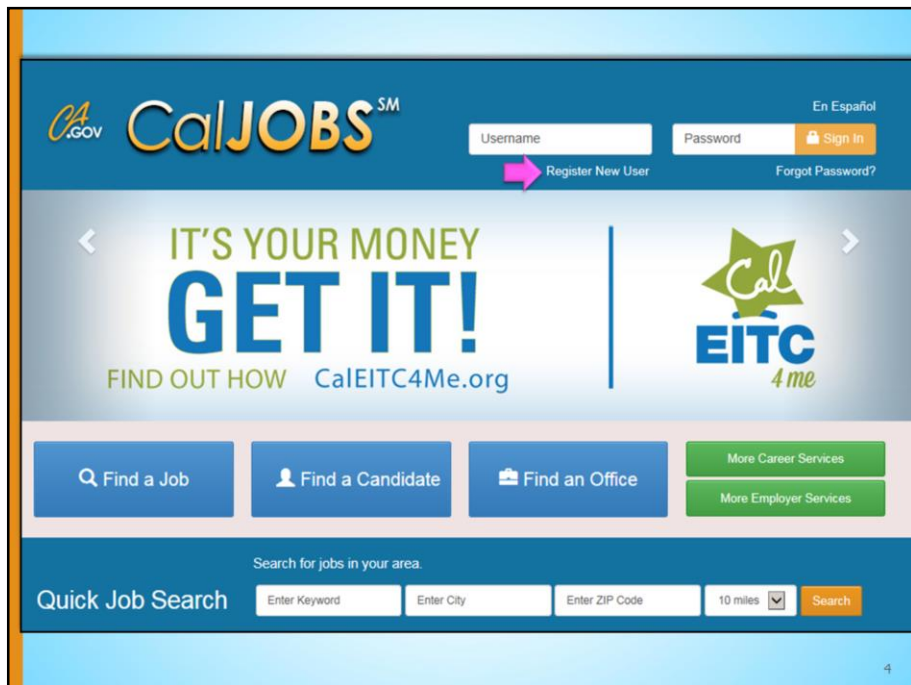 CA.GOV CalJOBS℠
En Español
Username Password Sign In
Register New User Forgot Password?
IT'S YOUR MONEY
GET IT!
FIND OUT HOW CalEITC4Me.org
Cal
EITC
4 me
Find a Job Find a Candidate Find an Office
More Career Services
More Employer Services
Search for jobs in your area.
Quick Job Search Enter Keyword Enter City Enter ZIP Code 10 miles Search
4